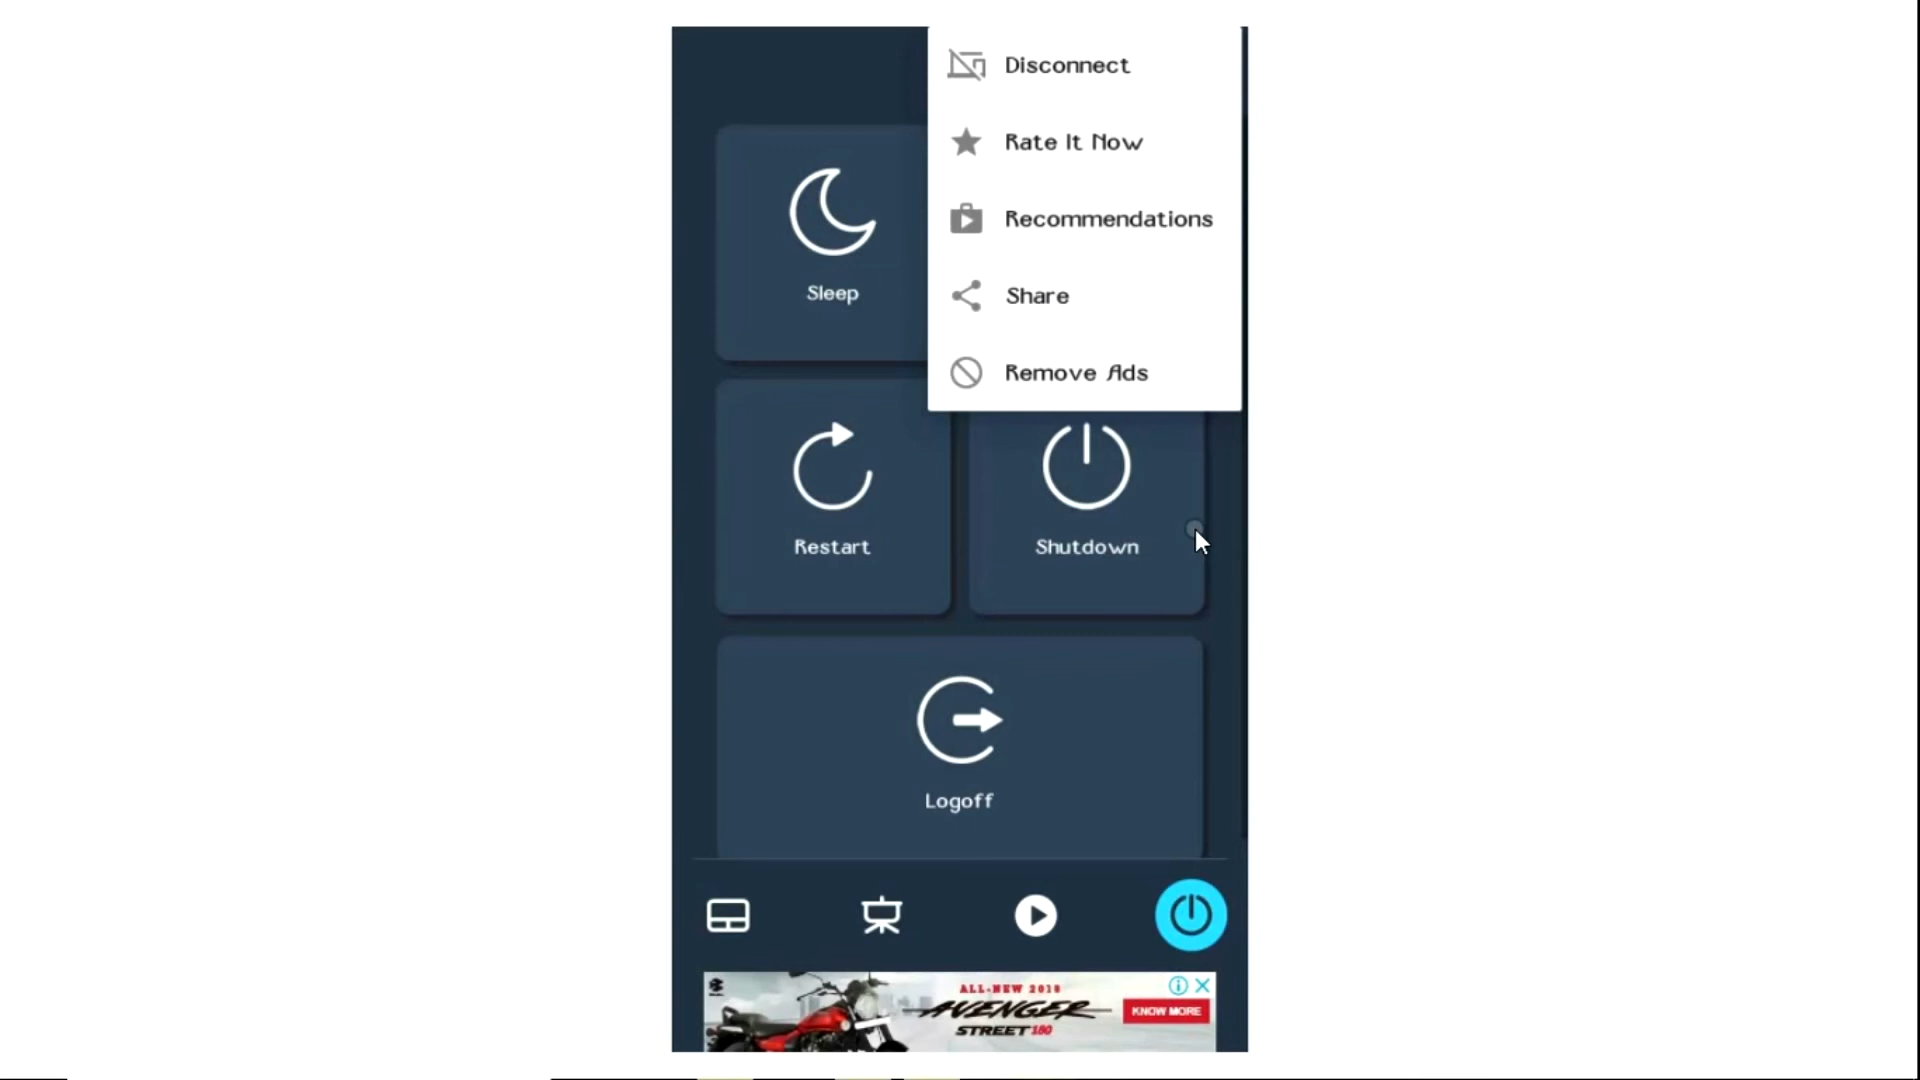 Disconnect
Rate It Now
Recommendations
Share
Remove Ads
Sleep
Restart
Shutdown
Logoff
ALL-NEW 2018
AVENGER
STREET 180
KNOW MORE